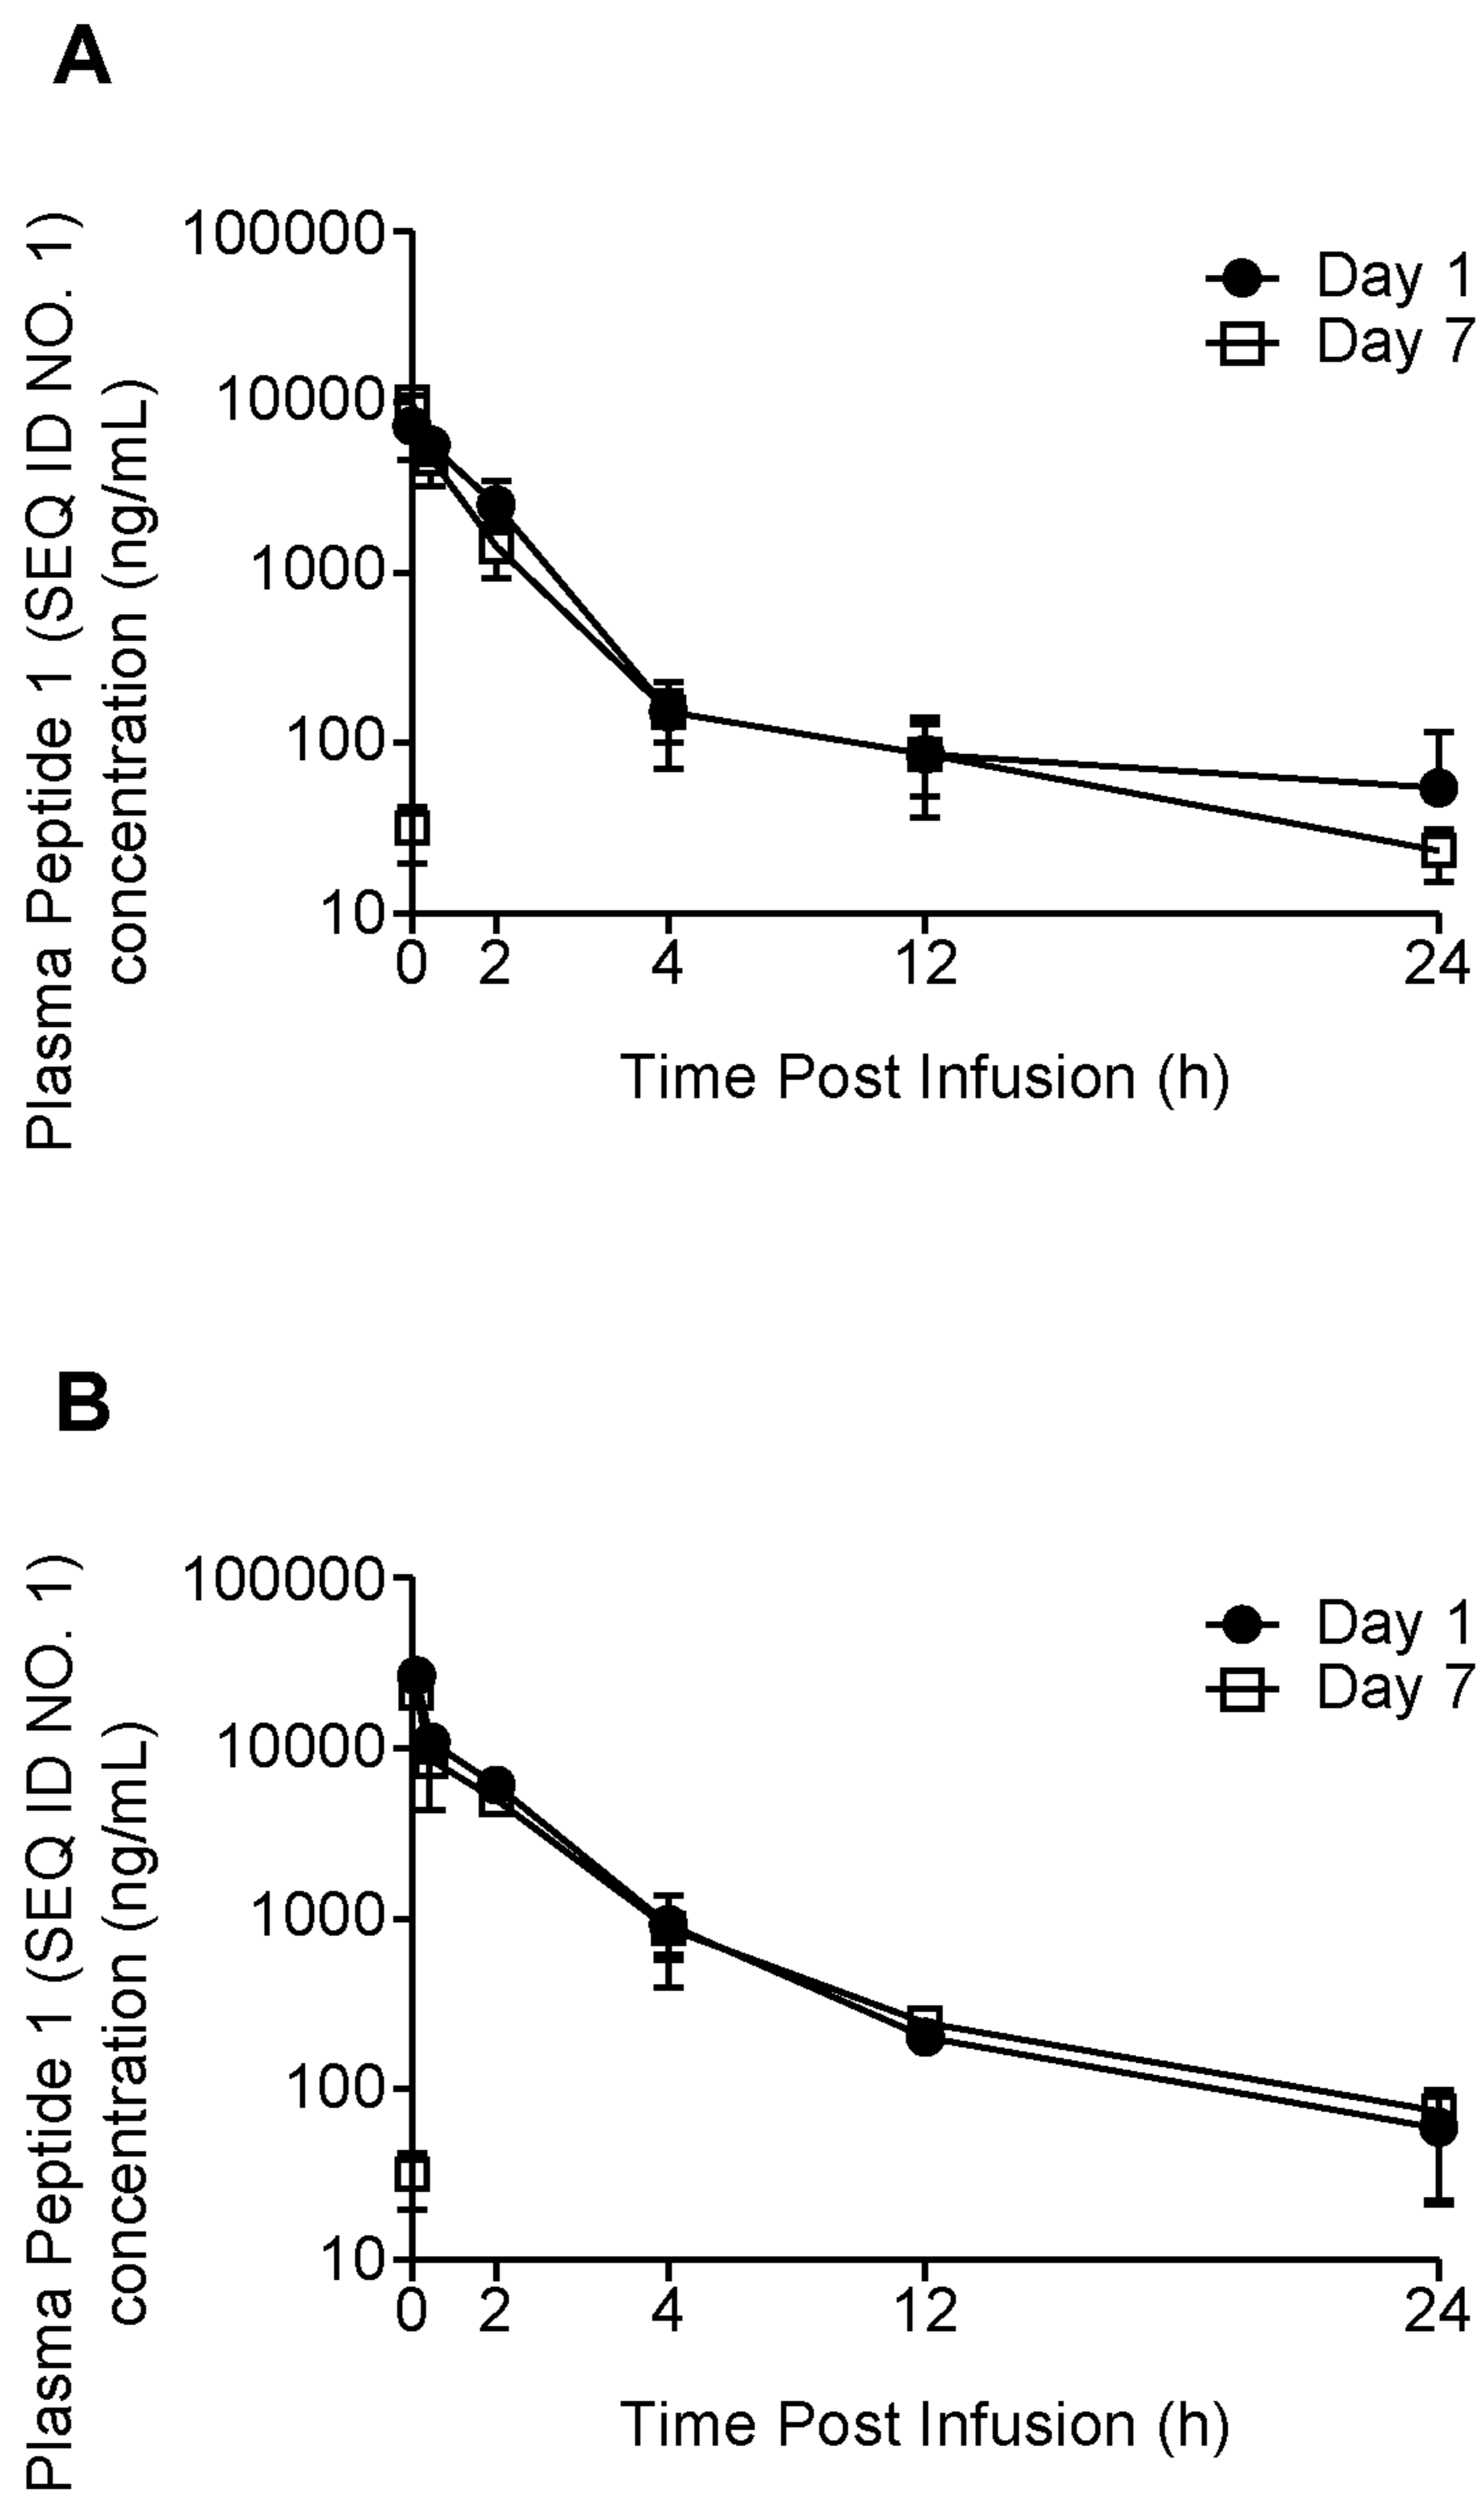 A
Plasma Peptide 1 (SEQ ID NO. 1)
concentration (ng/mL)
100000
10000
1000
100
10
Day 1
Day 7
0 2 4 12 24
Time Post Infusion (h)
B
Plasma Peptide 1 (SEQ ID NO. 1)
concentration (ng/mL)
100000
10000
1000
100
10
Day 1
Day 7
0 2 4 12 24
Time Post Infusion (h)